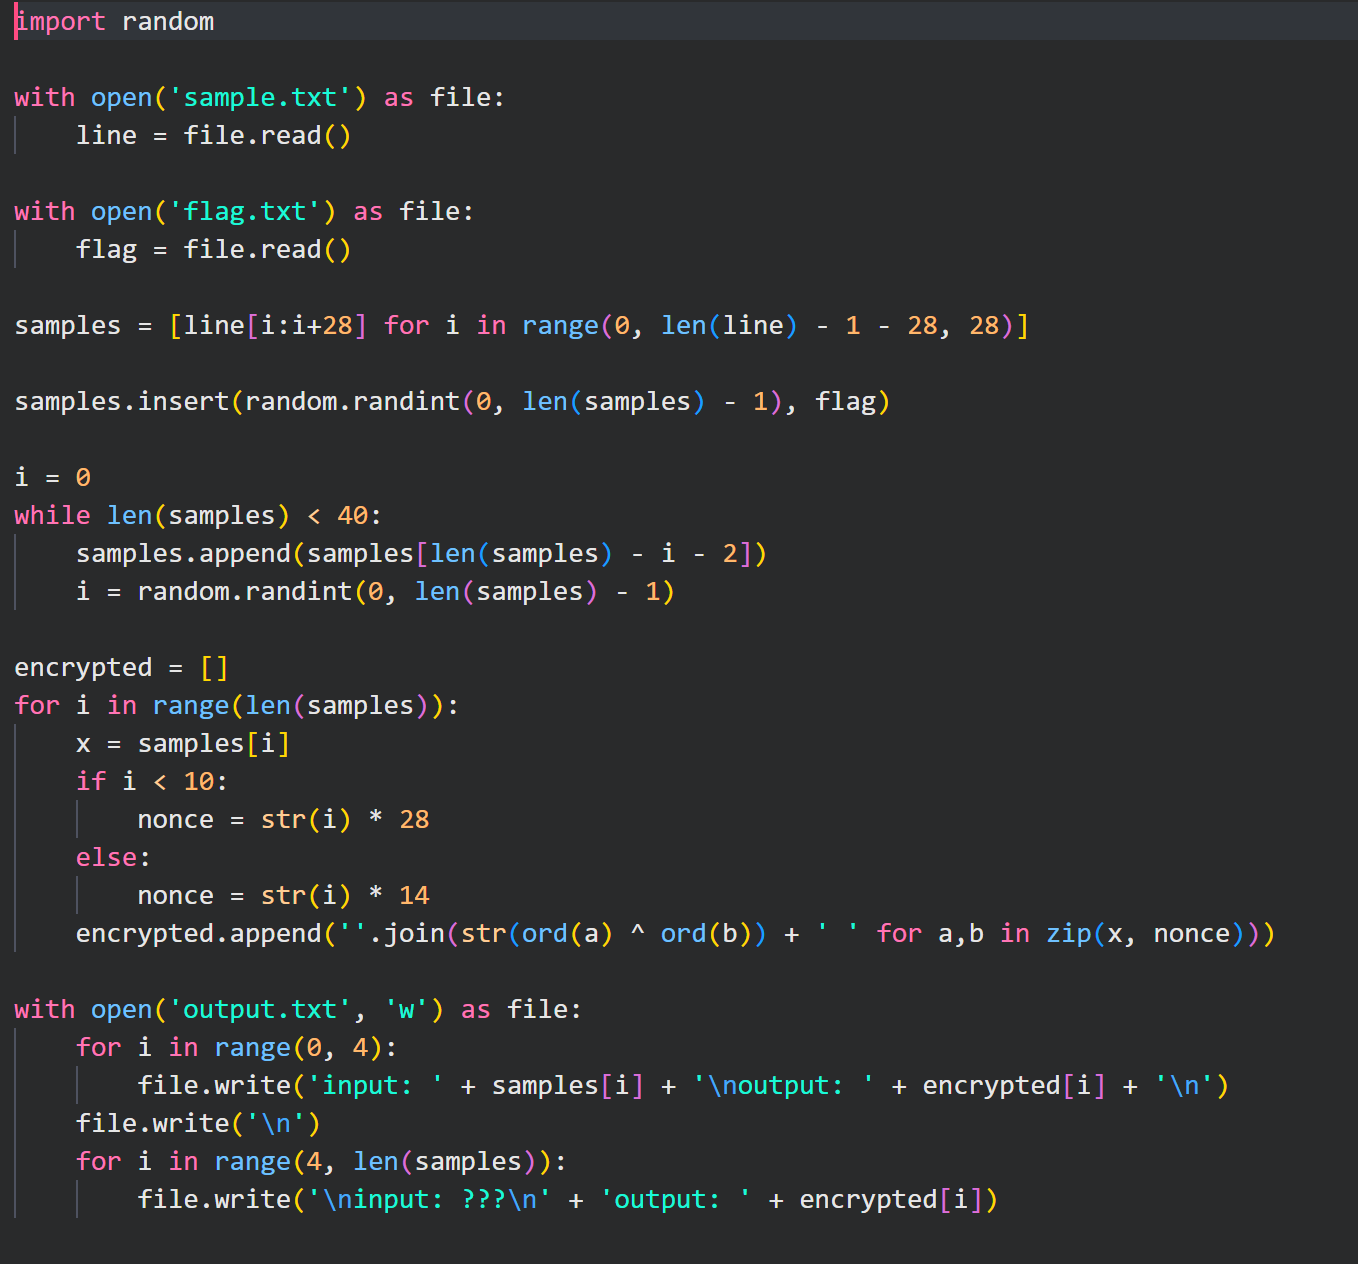 import random

with open('sample.txt') as file:
    line = file.read()

with open('flag.txt') as file:
    flag = file.read()

samples = [line[i:i+28] for i in range(0, len(line) - 1 - 28, 28)]

samples.insert(random.randint(0, len(samples) - 1), flag)

i = 0
while len(samples) < 40:
    samples.append(samples[len(samples) - i - 2])
    i = random.randint(0, len(samples) - 1)

encrypted = []
for i in range(len(samples)):
    x = samples[i]
    if i < 10:
        nonce = str(i) * 28
    else:
        nonce = str(i) * 14
    encrypted.append(''.join(str(ord(a) ^ ord(b)) + ' ' for a,b in zip(x, nonce)))

with open('output.txt', 'w') as file:
    for i in range(0, 4):
        file.write('input: ' + samples[i] + '\noutput: ' + encrypted[i] + '\n')
    file.write('\n')
    for i in range(4, len(samples)):
        file.write('\ninput: ???\n' + 'output: ' + encrypted[i])